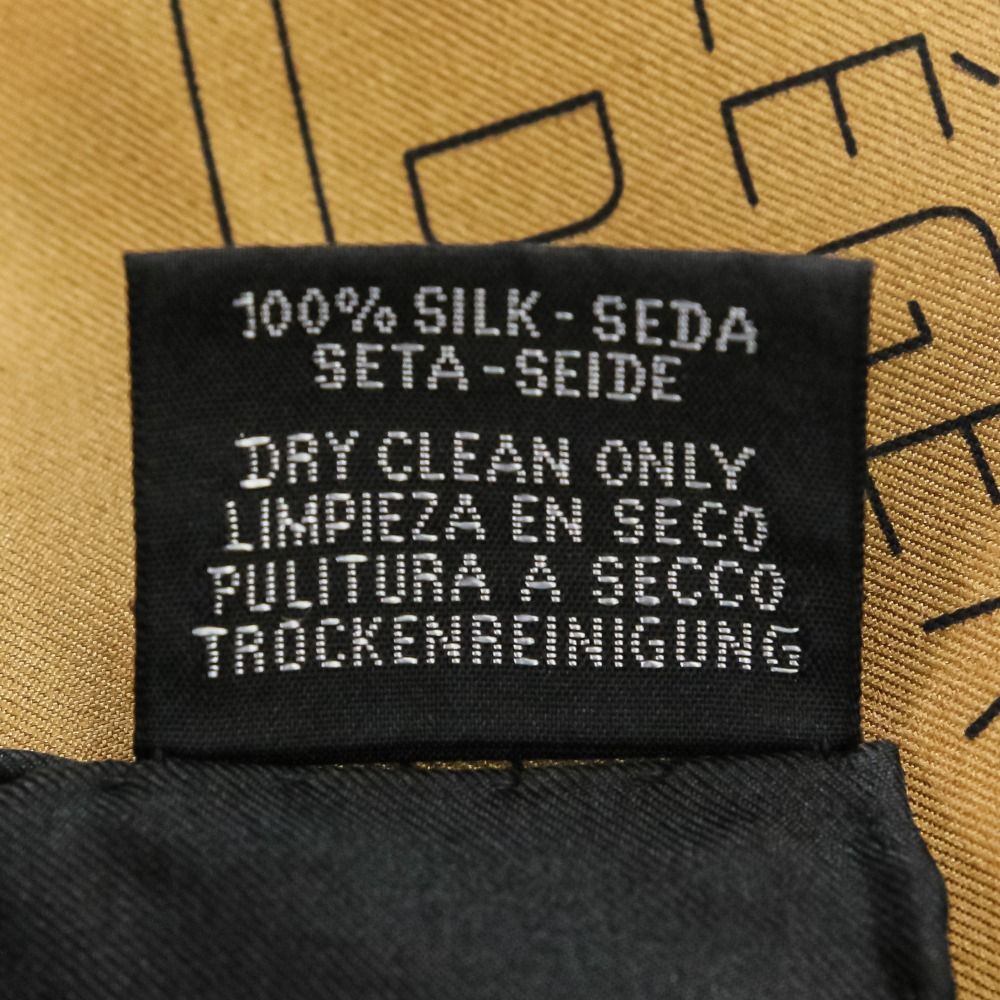 100% SILK - SEDA
SETA - SEIDE
DRY CLEAN ONLY
LIMPIEZA EN SECO
PULITURA A SECCO
TROCKENREINIGUNG